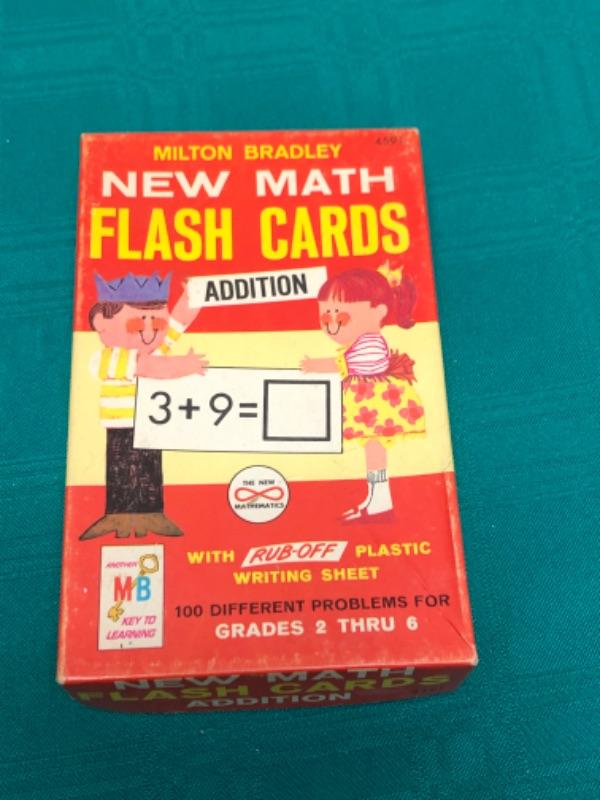 4591
MILTON BRADLEY
NEW MATH
FLASH CARDS
ADDITION
3+9=
THE NEW
MATHEMATICS
WITH RUB-OFF PLASTIC
WRITING SHEET
ANOTHER
MB
KEY TO
LEARNING
100 DIFFERENT PROBLEMS FOR
GRADES 2 THRU 6
NEW MATH
FLASH CARDS
ADDITION